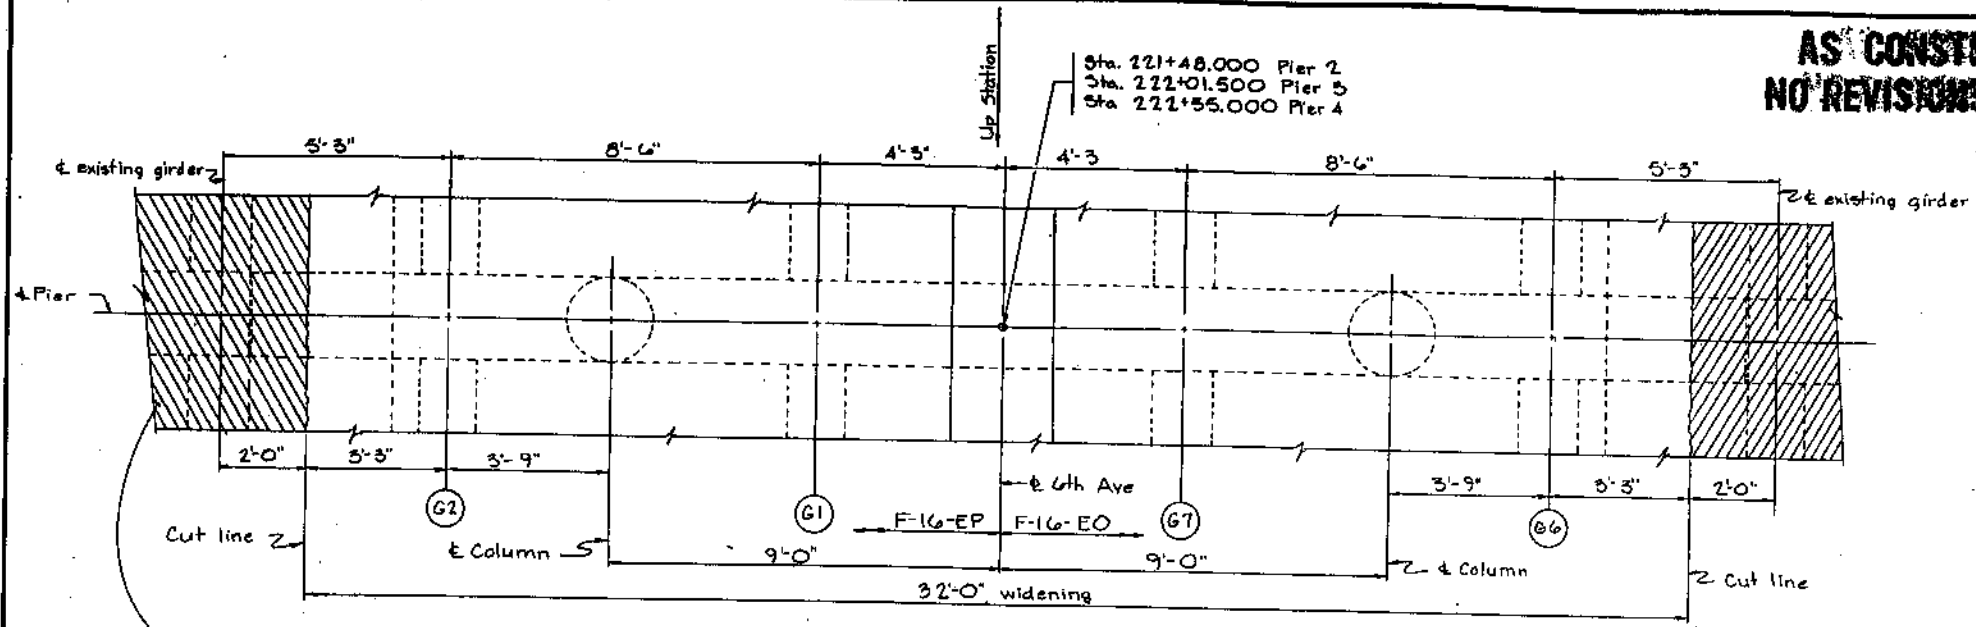 AS CONST
NO REVISIONS
Up Station
Sta. 221+48.000 Pier 2
Sta. 222+01.500 Pier 3
Sta 222+55.000 Pier 4
5'-3" 8'-6" 4'-3" 4'-3 8'-6" 5'-3"
℄ existing girder
℄ existing girder
℄ Pier
2'-0" 3'-3" 3'-9" ℄ 6th Ave 3'-9" 3'-3" 2'-0"
G2 G1 G7 G6
F-16-EP F-16-EO
Cut line ℄ Column 9'-0" 9'-0" ℄ Column Cut line
32'-0" widening